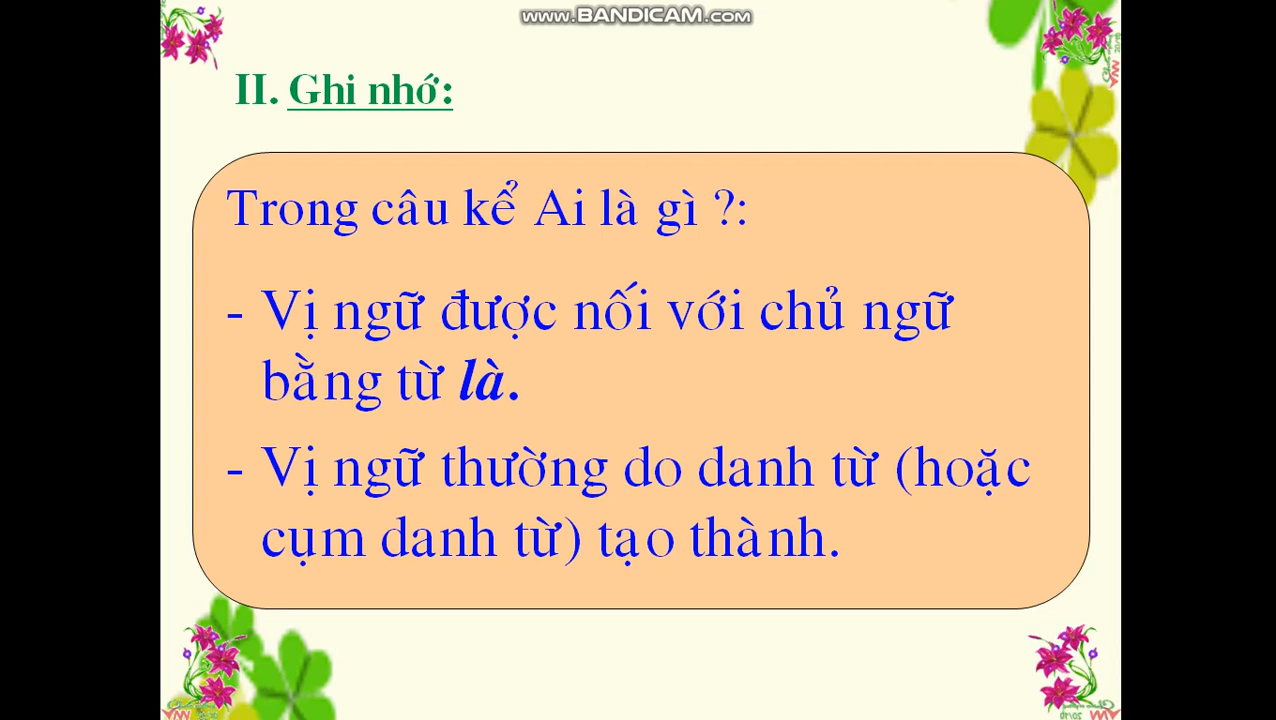 www.BANDICAM.com
II. Ghi nhớ:
Trong câu kể Ai là gì ?:
- Vị ngữ được nối với chủ ngữ
bằng từ là.
- Vị ngữ thường do danh từ (hoặc
cụm danh từ) tạo thành.